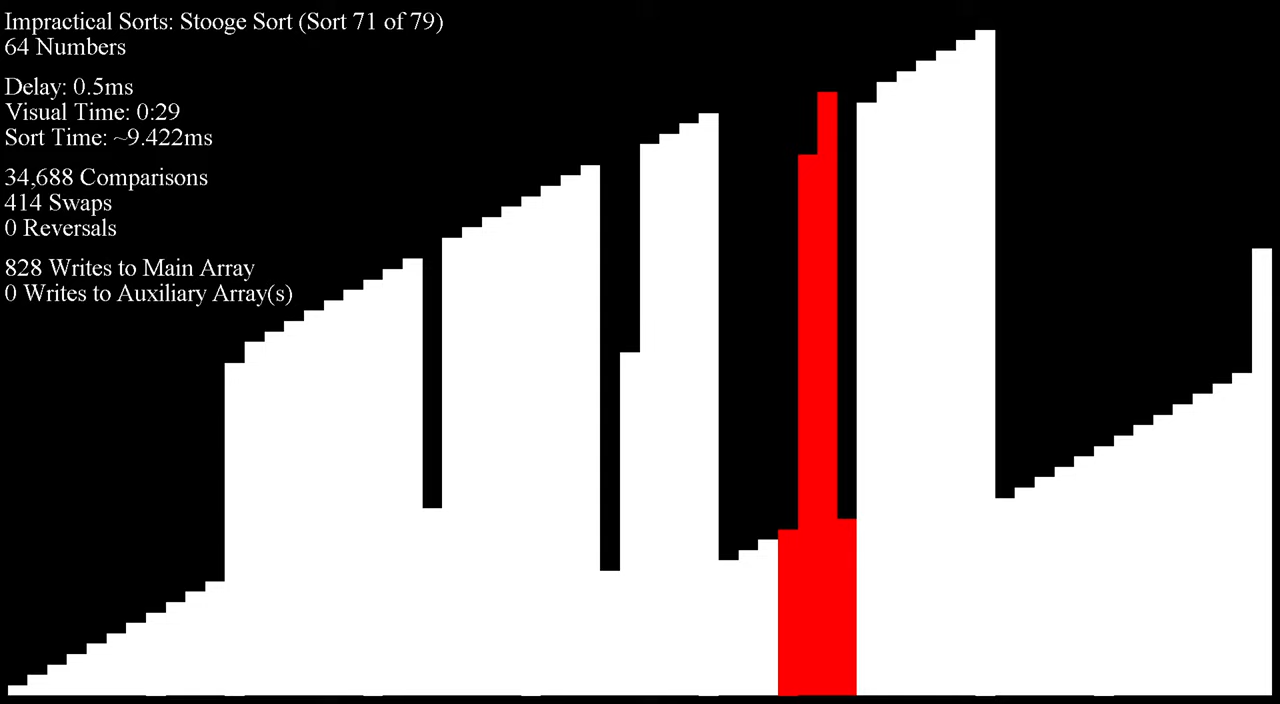 Impractical Sorts: Stooge Sort (Sort 71 of 79)
64 Numbers
Delay: 0.5ms
Visual Time: 0:29
Sort Time: ~9.422ms
34,688 Comparisons
414 Swaps
0 Reversals
828 Writes to Main Array
0 Writes to Auxiliary Array(s)